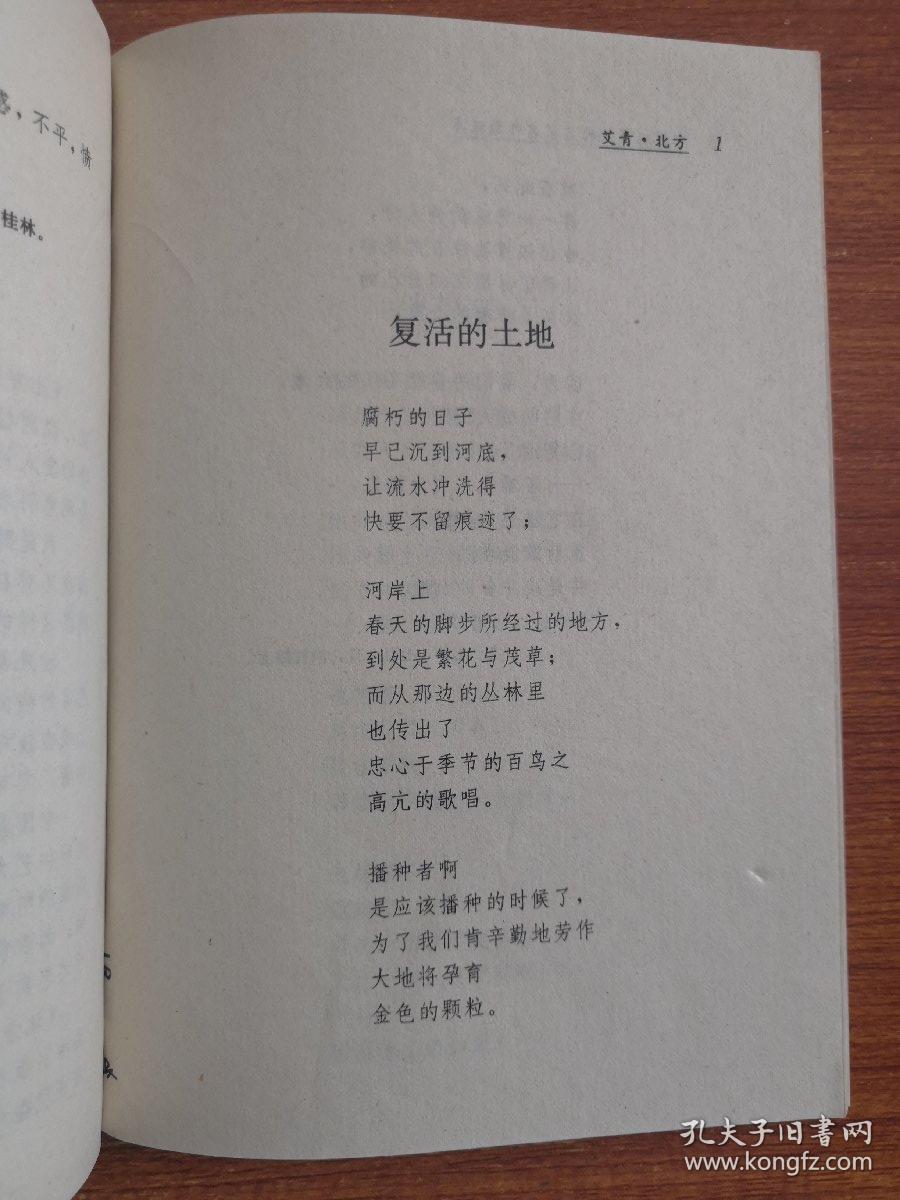 感，不平，愤
桂林。
艾青·北方 1
复活的土地
腐朽的日子
早已沉到河底，
让流水冲洗得
快要不留痕迹了；
河岸上
春天的脚步所经过的地方，
到处是繁花与茂草；
而从那边的丛林里
也传出了
忠心于季节的百鸟之
高亢的歌唱。
播种者啊
是应该播种的时候了，
为了我们肯辛勤地劳作
大地将孕育
金色的颗粒。
孔夫子旧书网
www.kongfz.com